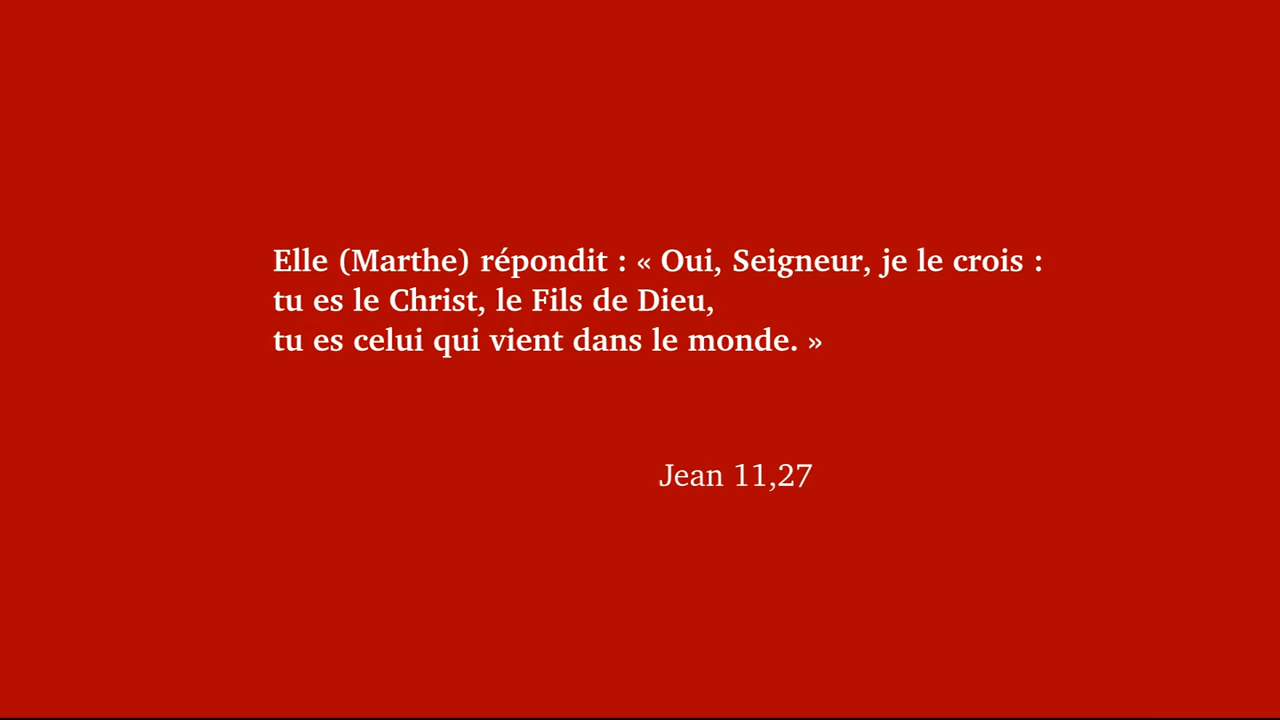 Elle (Marthe) répondit : « Oui, Seigneur, je le crois :
tu es le Christ, le Fils de Dieu,
tu es celui qui vient dans le monde. »
Jean 11,27